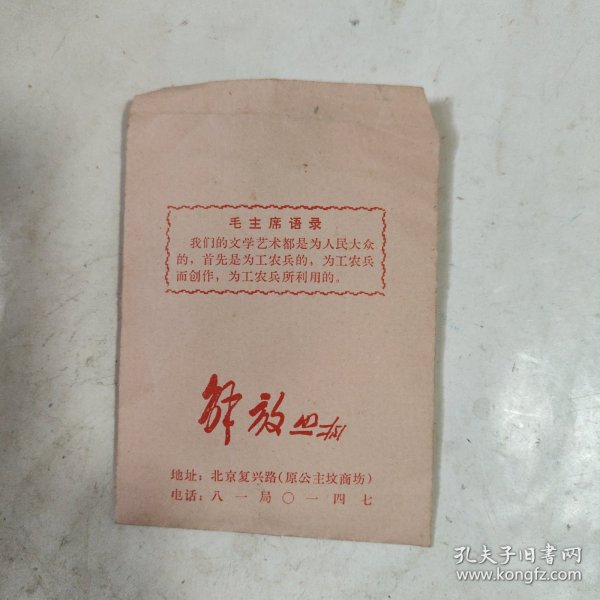 毛主席语录
我们的文学艺术都是为人民大众
的，首先是为工农兵的，为工农兵
而创作，为工农兵所利用的。
解放
地址：北京复兴路（原公主坟商场）
电话：八一局〇一四七
孔夫子旧书网
www.kongfz.com